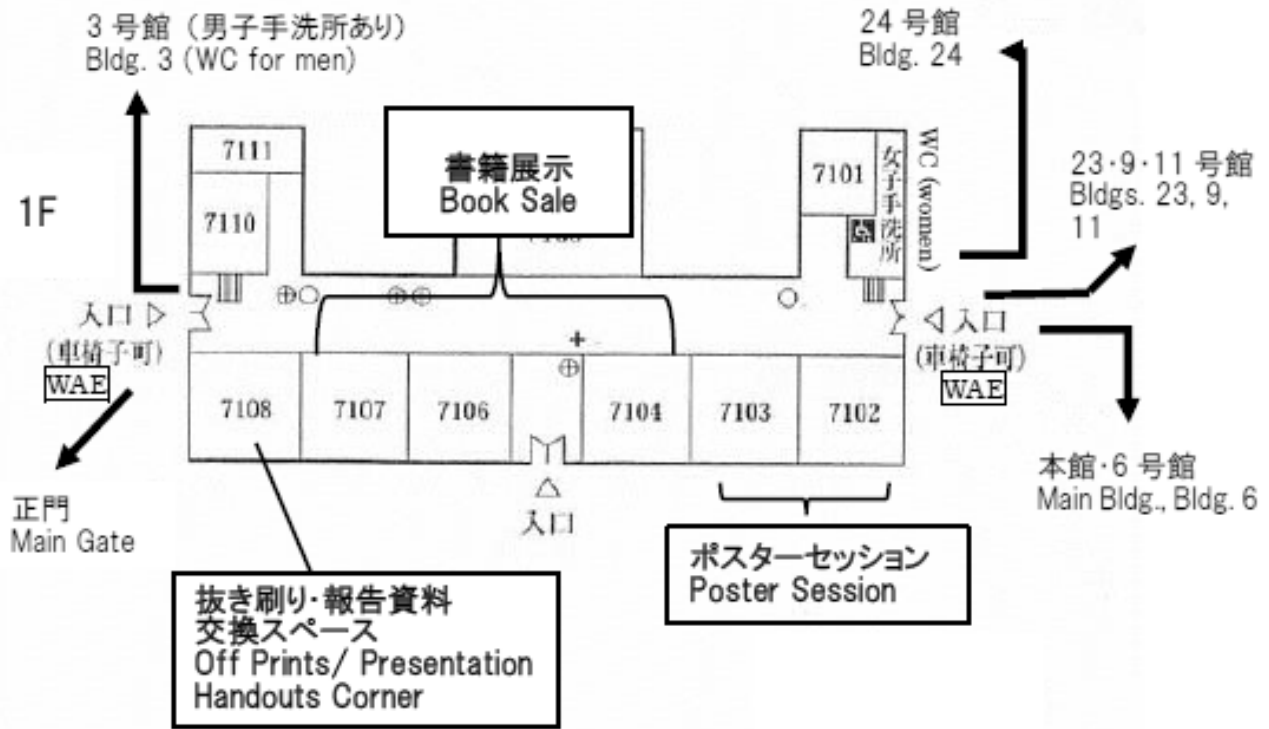 3 号館 (男子手洗所あり)
Bldg. 3 (WC for men)
24 号館
Bldg. 24
23・9・11 号館
Bldgs. 23, 9,
11
1F
7111
7110
書籍展示
Book Sale
7101
女子手洗所
WC (women)
入口 ▷
(車椅子可)
WAE
◁ 入口
(車椅子可)
WAE
7108
7107
7106
7104
7103
7102
正門
Main Gate
入口
本館・6 号館
Main Bldg., Bldg. 6
抜き刷り・報告資料
交換スペース
Off Prints/ Presentation
Handouts Corner
ポスターセッション
Poster Session